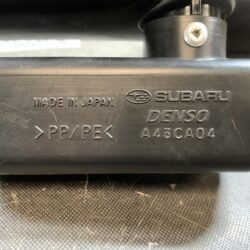 MADE IN JAPAN
>PP/PE<
SUBARU
DENSO
A43CA04